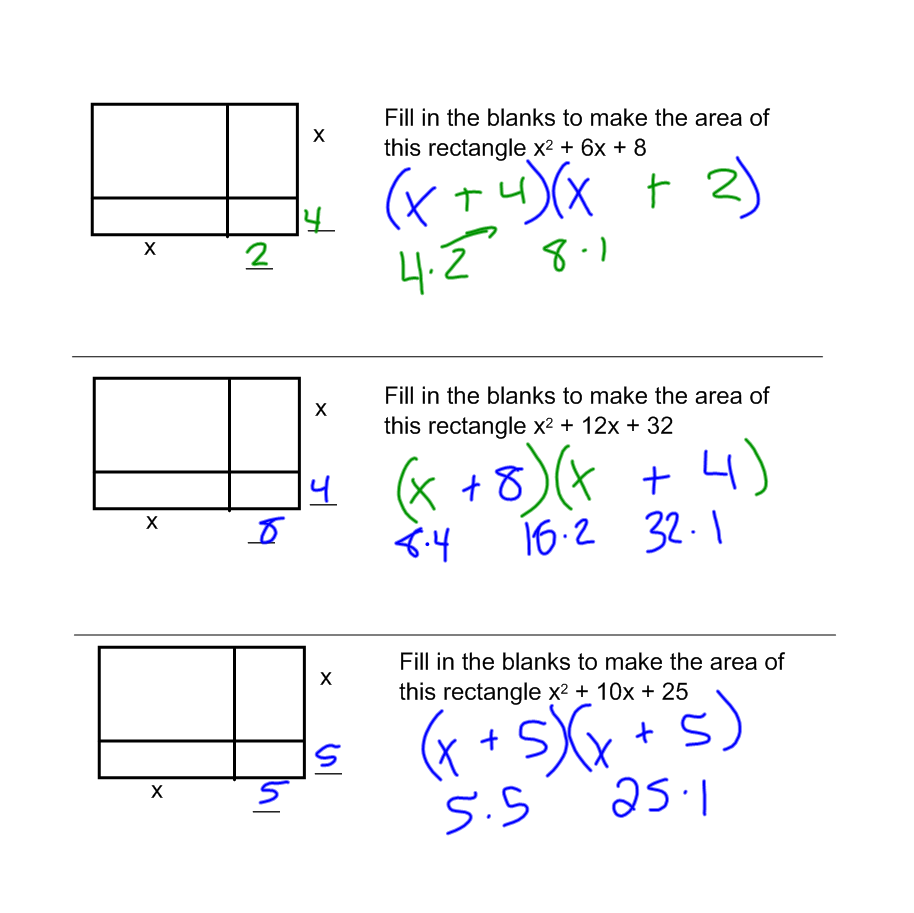 x
Fill in the blanks to make the area of
this rectangle x² + 6x + 8
(x + 4)(x + 2)
4
x
2
4·2 8·1
x
Fill in the blanks to make the area of
this rectangle x² + 12x + 32
(x + 8)(x + 4)
4
x
8
8·4 16·2 32·1
Fill in the blanks to make the area of
x
this rectangle x² + 10x + 25
(x + 5)(x + 5)
5
x
5
5.5 25·1